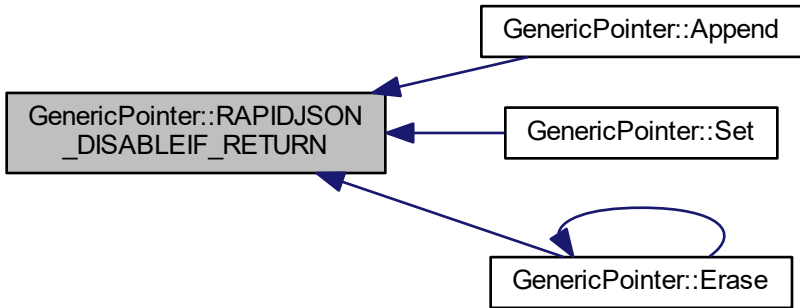 GenericPointer::RAPIDJSON
_DISABLEIF_RETURN
GenericPointer::Append
GenericPointer::Set
GenericPointer::Erase